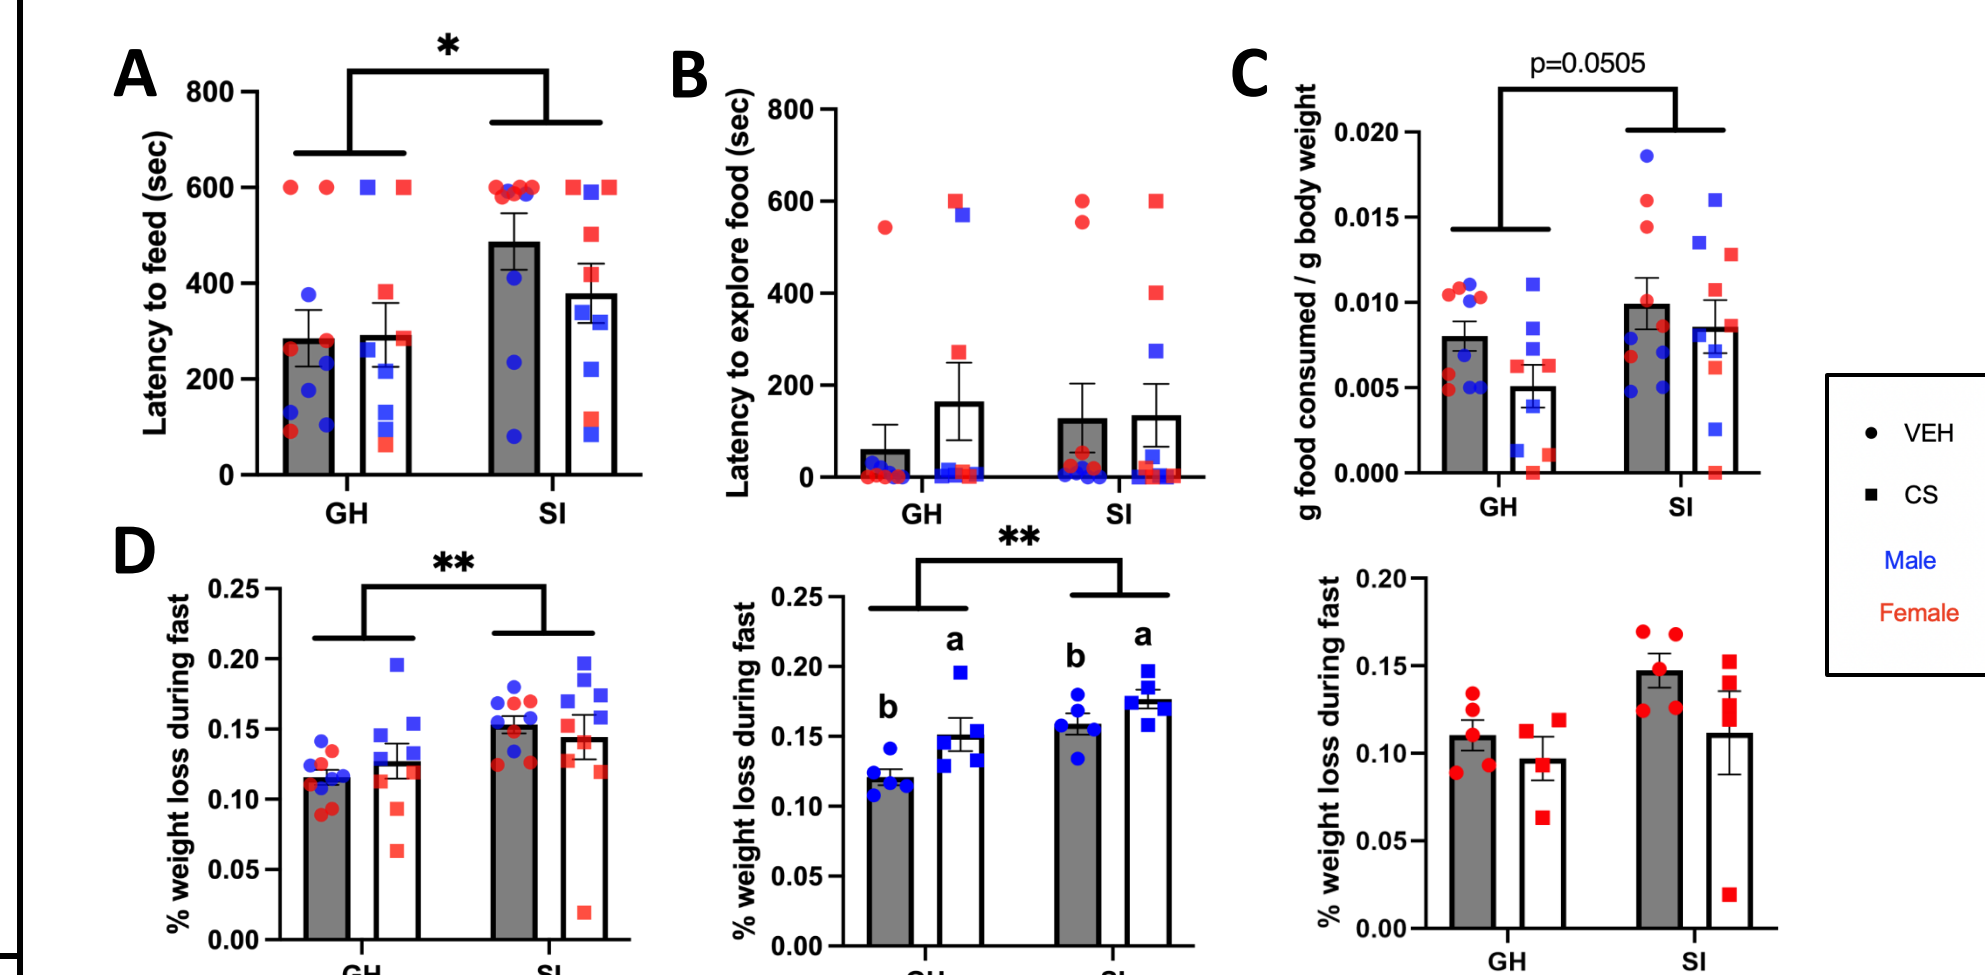 A
*
Latency to feed (sec)
800
600
400
200
0
GH
SI
B
Latency to explore food (sec)
800
600
400
200
0
GH
SI
C
p=0.0505
g food consumed / g body weight
0.020
0.015
0.010
0.005
0.000
GH
SI
VEH
CS
Male
Female
D
**
% weight loss during fast
0.25
0.20
0.15
0.10
0.05
0.00
GH
SI
**
% weight loss during fast
0.25
0.20
0.15
0.10
0.05
0.00
b
a
b
a
GH
SI
% weight loss during fast
0.20
0.15
0.10
0.05
0.00
GH
SI